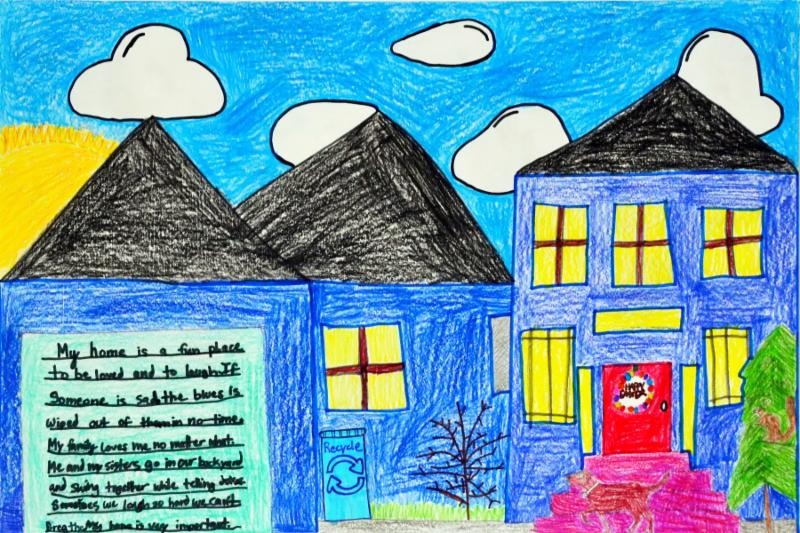 My home is a fun place
to be loved and to laugh. If
Someone is sad the blues is
wiped out of them in no time.
My family loves me no matter what.
Me and my sisters go in our backyard
and swing together while telling jokes.
Sometimes we laugh so hard we can't
Breath. My home is very important.
Recycle
HAPPY